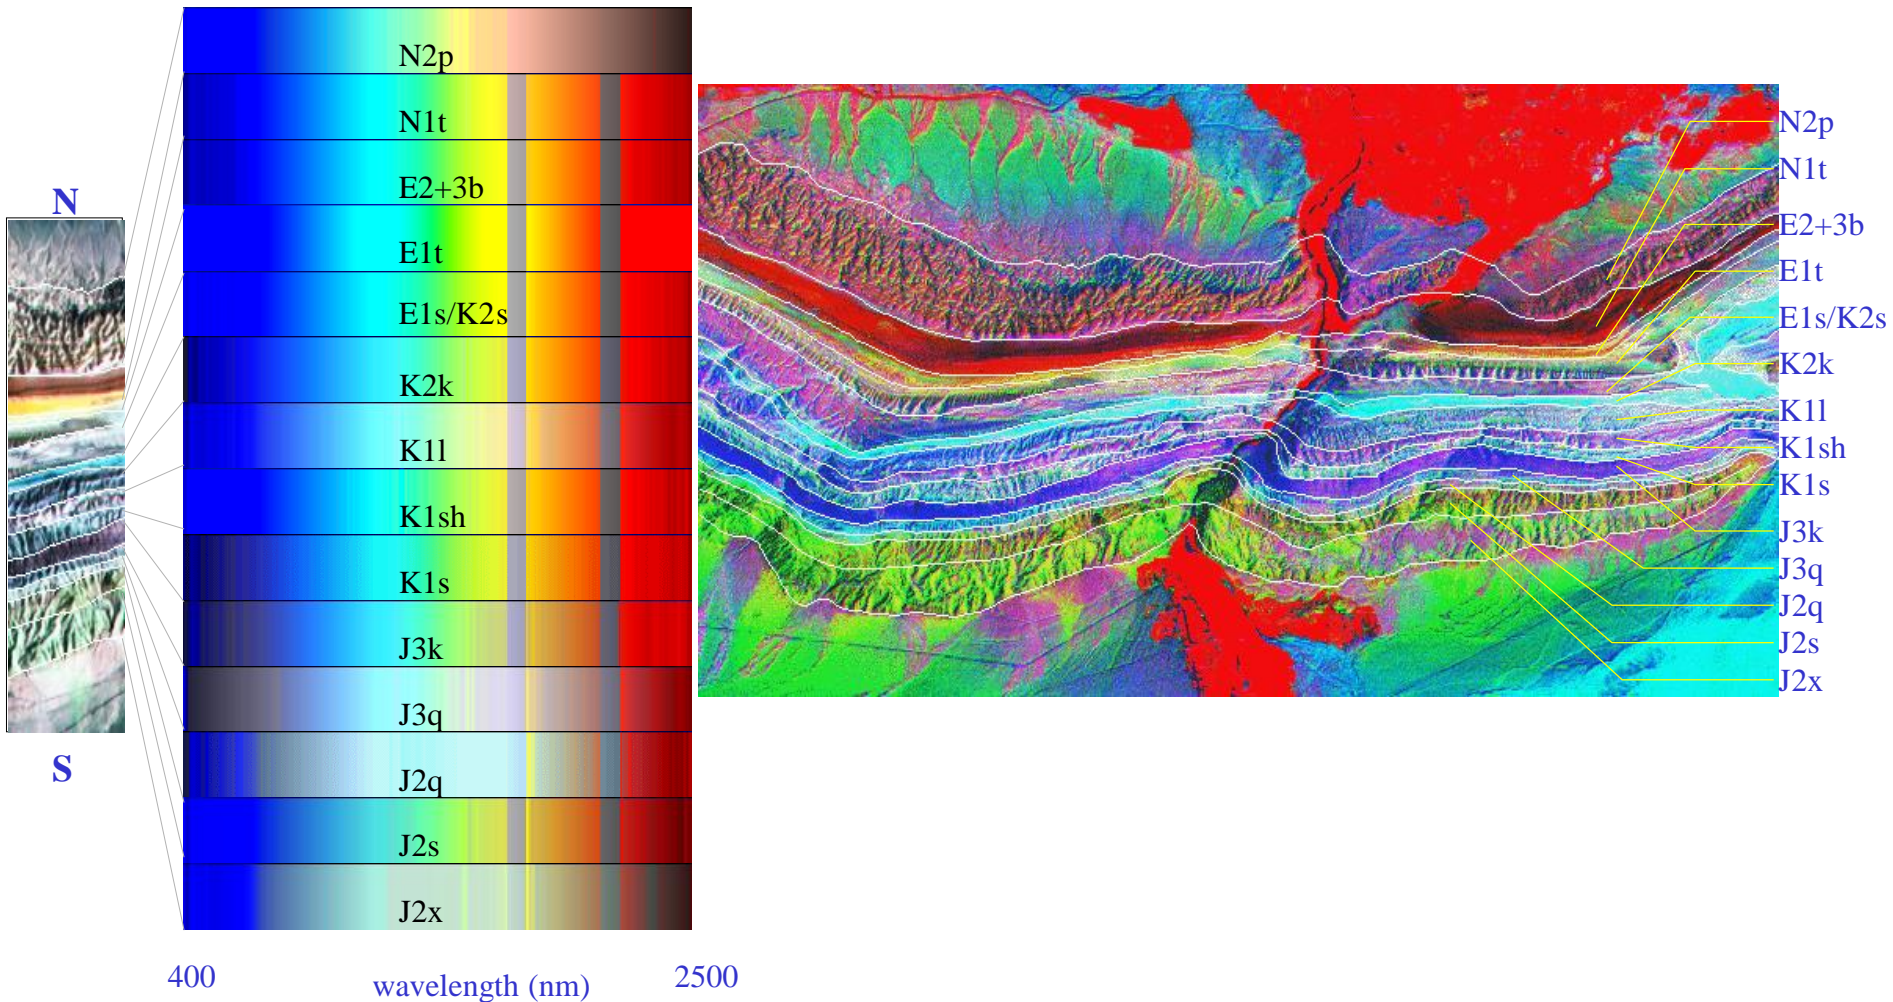 N
S
N2p
N1t
E2+3b
E1t
E1s/K2s
K2k
K1l
K1sh
K1s
J3k
J3q
J2q
J2s
J2x
400
wavelength (nm)
2500
N2p
N1t
E2+3b
E1t
E1s/K2s
K2k
K1l
K1sh
K1s
J3k
J3q
J2q
J2s
J2x